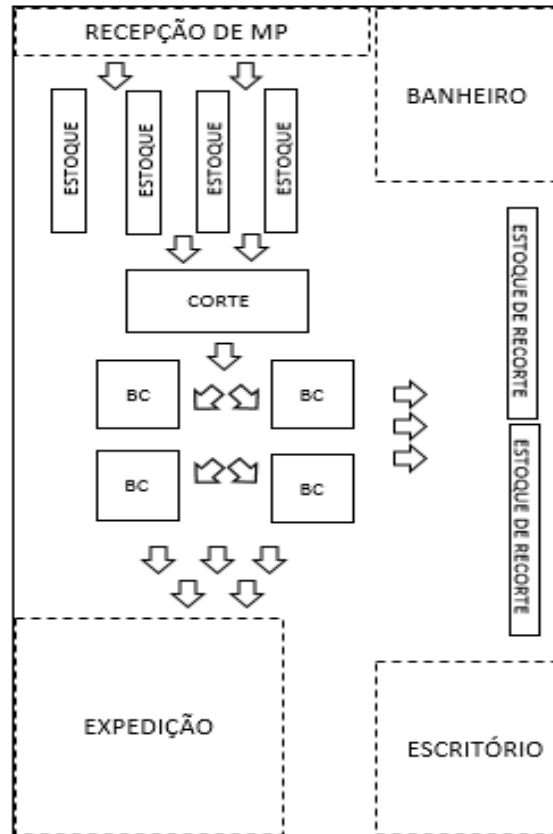 RECEPÇÃO DE MP
BANHEIRO
ESTOQUE
ESTOQUE
ESTOQUE
ESTOQUE
ESTOQUE DE RECORTE
CORTE
BC
BC
BC
BC
ESTOQUE DE RECORTE
EXPEDIÇÃO
ESCRITÓRIO